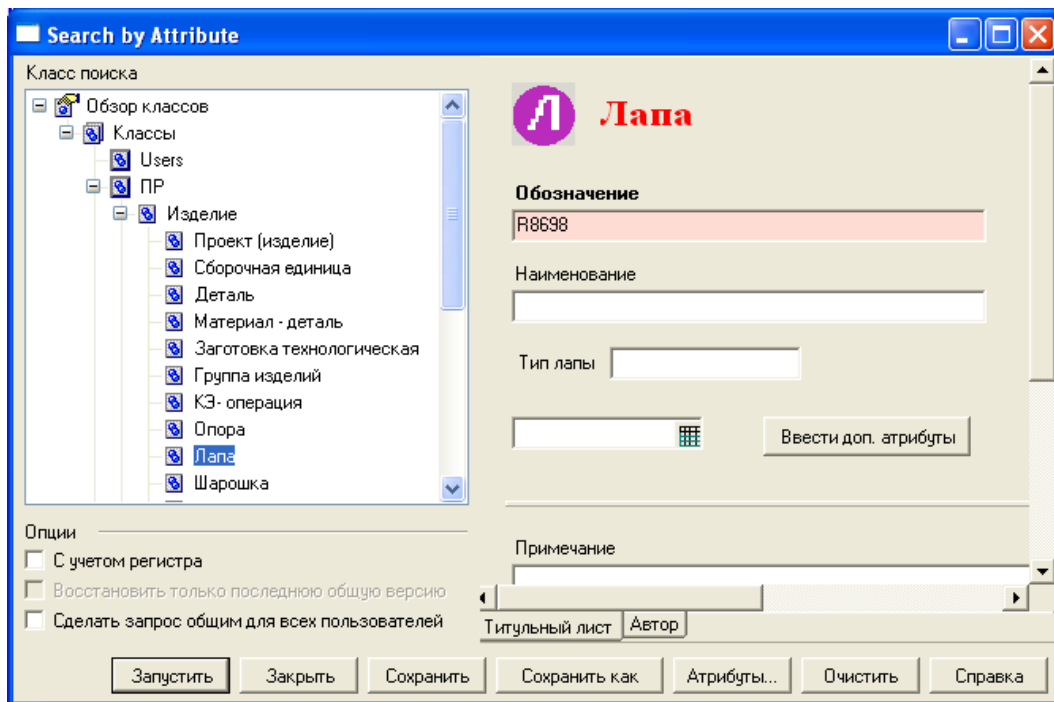 Search by Attribute
Класс поиска
Обзор классов
Классы
Users
ПР
Изделие
Проект (изделие)
Сборочная единица
Деталь
Материал - деталь
Заготовка технологическая
Группа изделий
КЭ- операция
Опора
Лапа
Шарошка
Опции
С учетом регистра
Восстановить только последнюю общую версию
Сделать запрос общим для всех пользователей
Л Лапа
Обозначение
R8698
Наименование
Тип лапы
Ввести доп. атрибуты
Примечание
Титульный лист Автор
Запустить Закрыть Сохранить Сохранить как Атрибуты... Очистить Справка